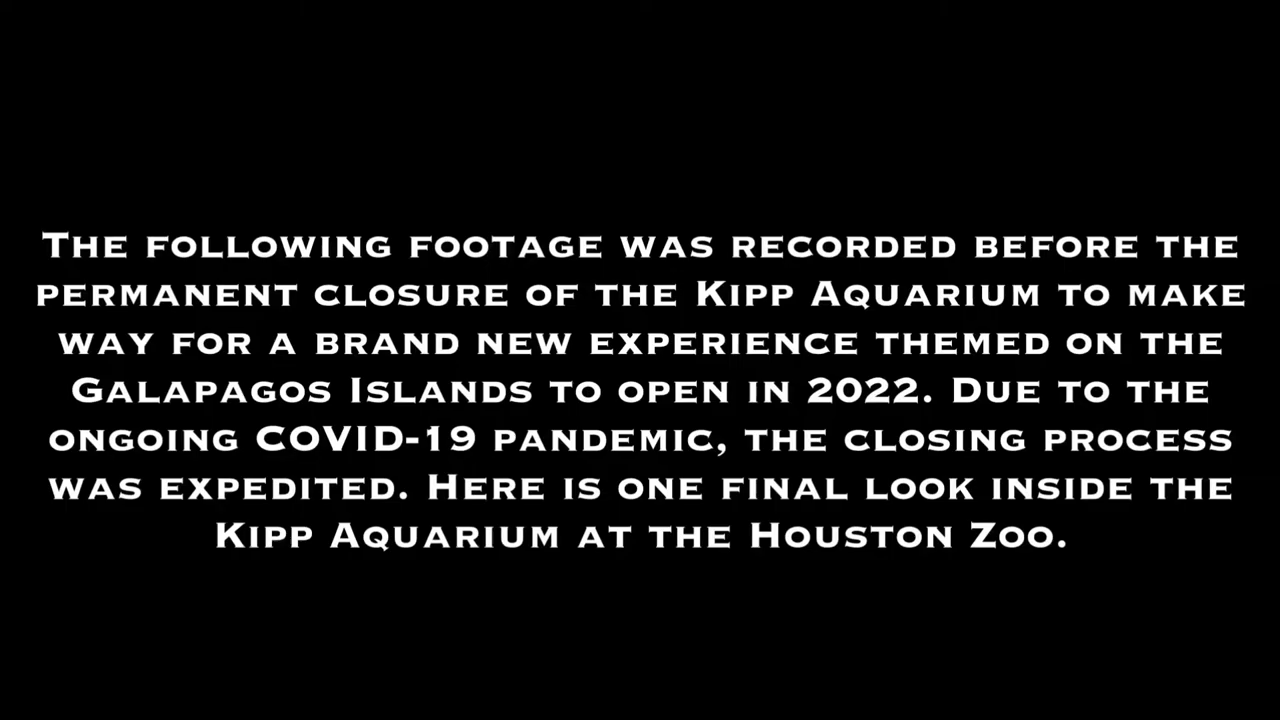 The following footage was recorded before the
permanent closure of the Kipp Aquarium to make
way for a brand new experience themed on the
Galapagos Islands to open in 2022. Due to the
ongoing COVID-19 pandemic, the closing process
was expedited. Here is one final look inside the
Kipp Aquarium at the Houston Zoo.